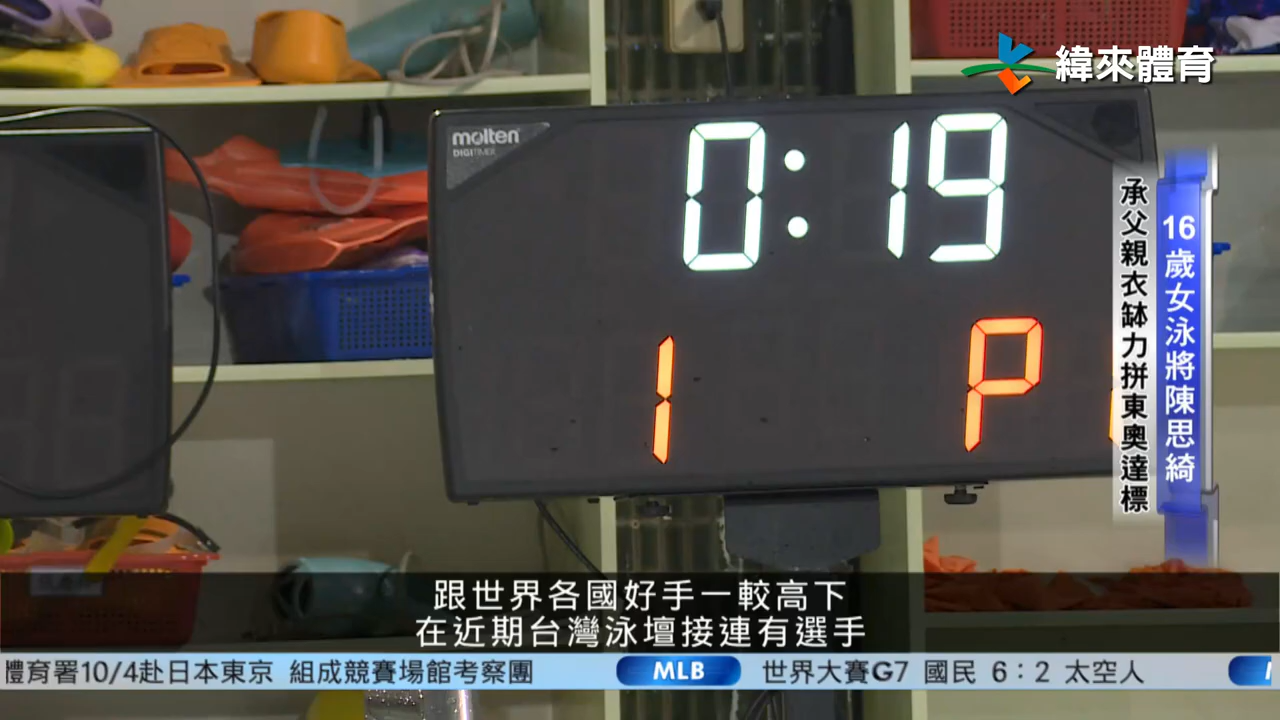 緯來體育
molten
DIGITIMER
0:19
1 P
16歲女泳將陳思綺
承父親衣缽力拼東奧達標
跟世界各國好手一較高下
在近期台灣泳壇接連有選手
體育署10/4赴日本東京 組成競賽場館考察團 MLB 世界大賽G7 國民 6：2 太空人